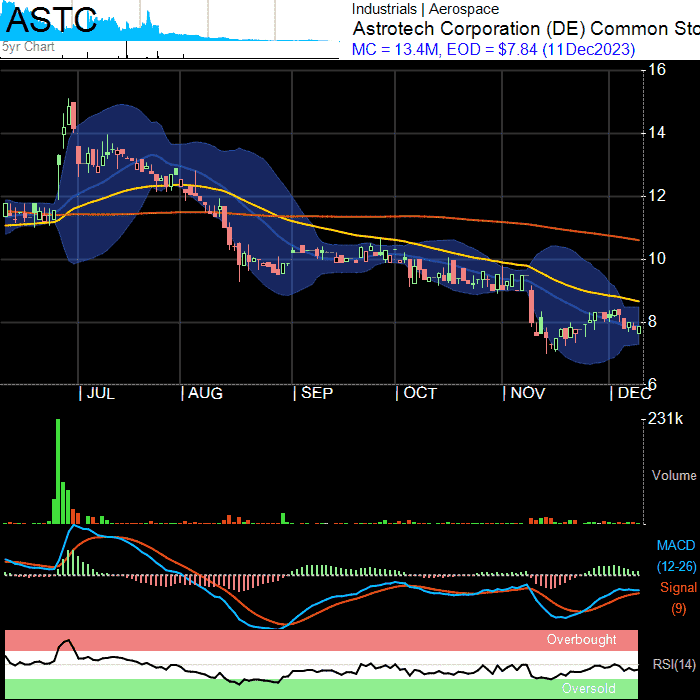 ASTC
5yr Chart
Industrials | Aerospace
Astrotech Corporation (DE) Common Sto
MC = 13.4M, EOD = $7.84 (11Dec2023)
16
14
12
10
8
6
JUL AUG SEP OCT NOV DEC
231k
Volume
MACD
(12-26)
Signal
(9)
Overbought
RSI(14)
Oversold